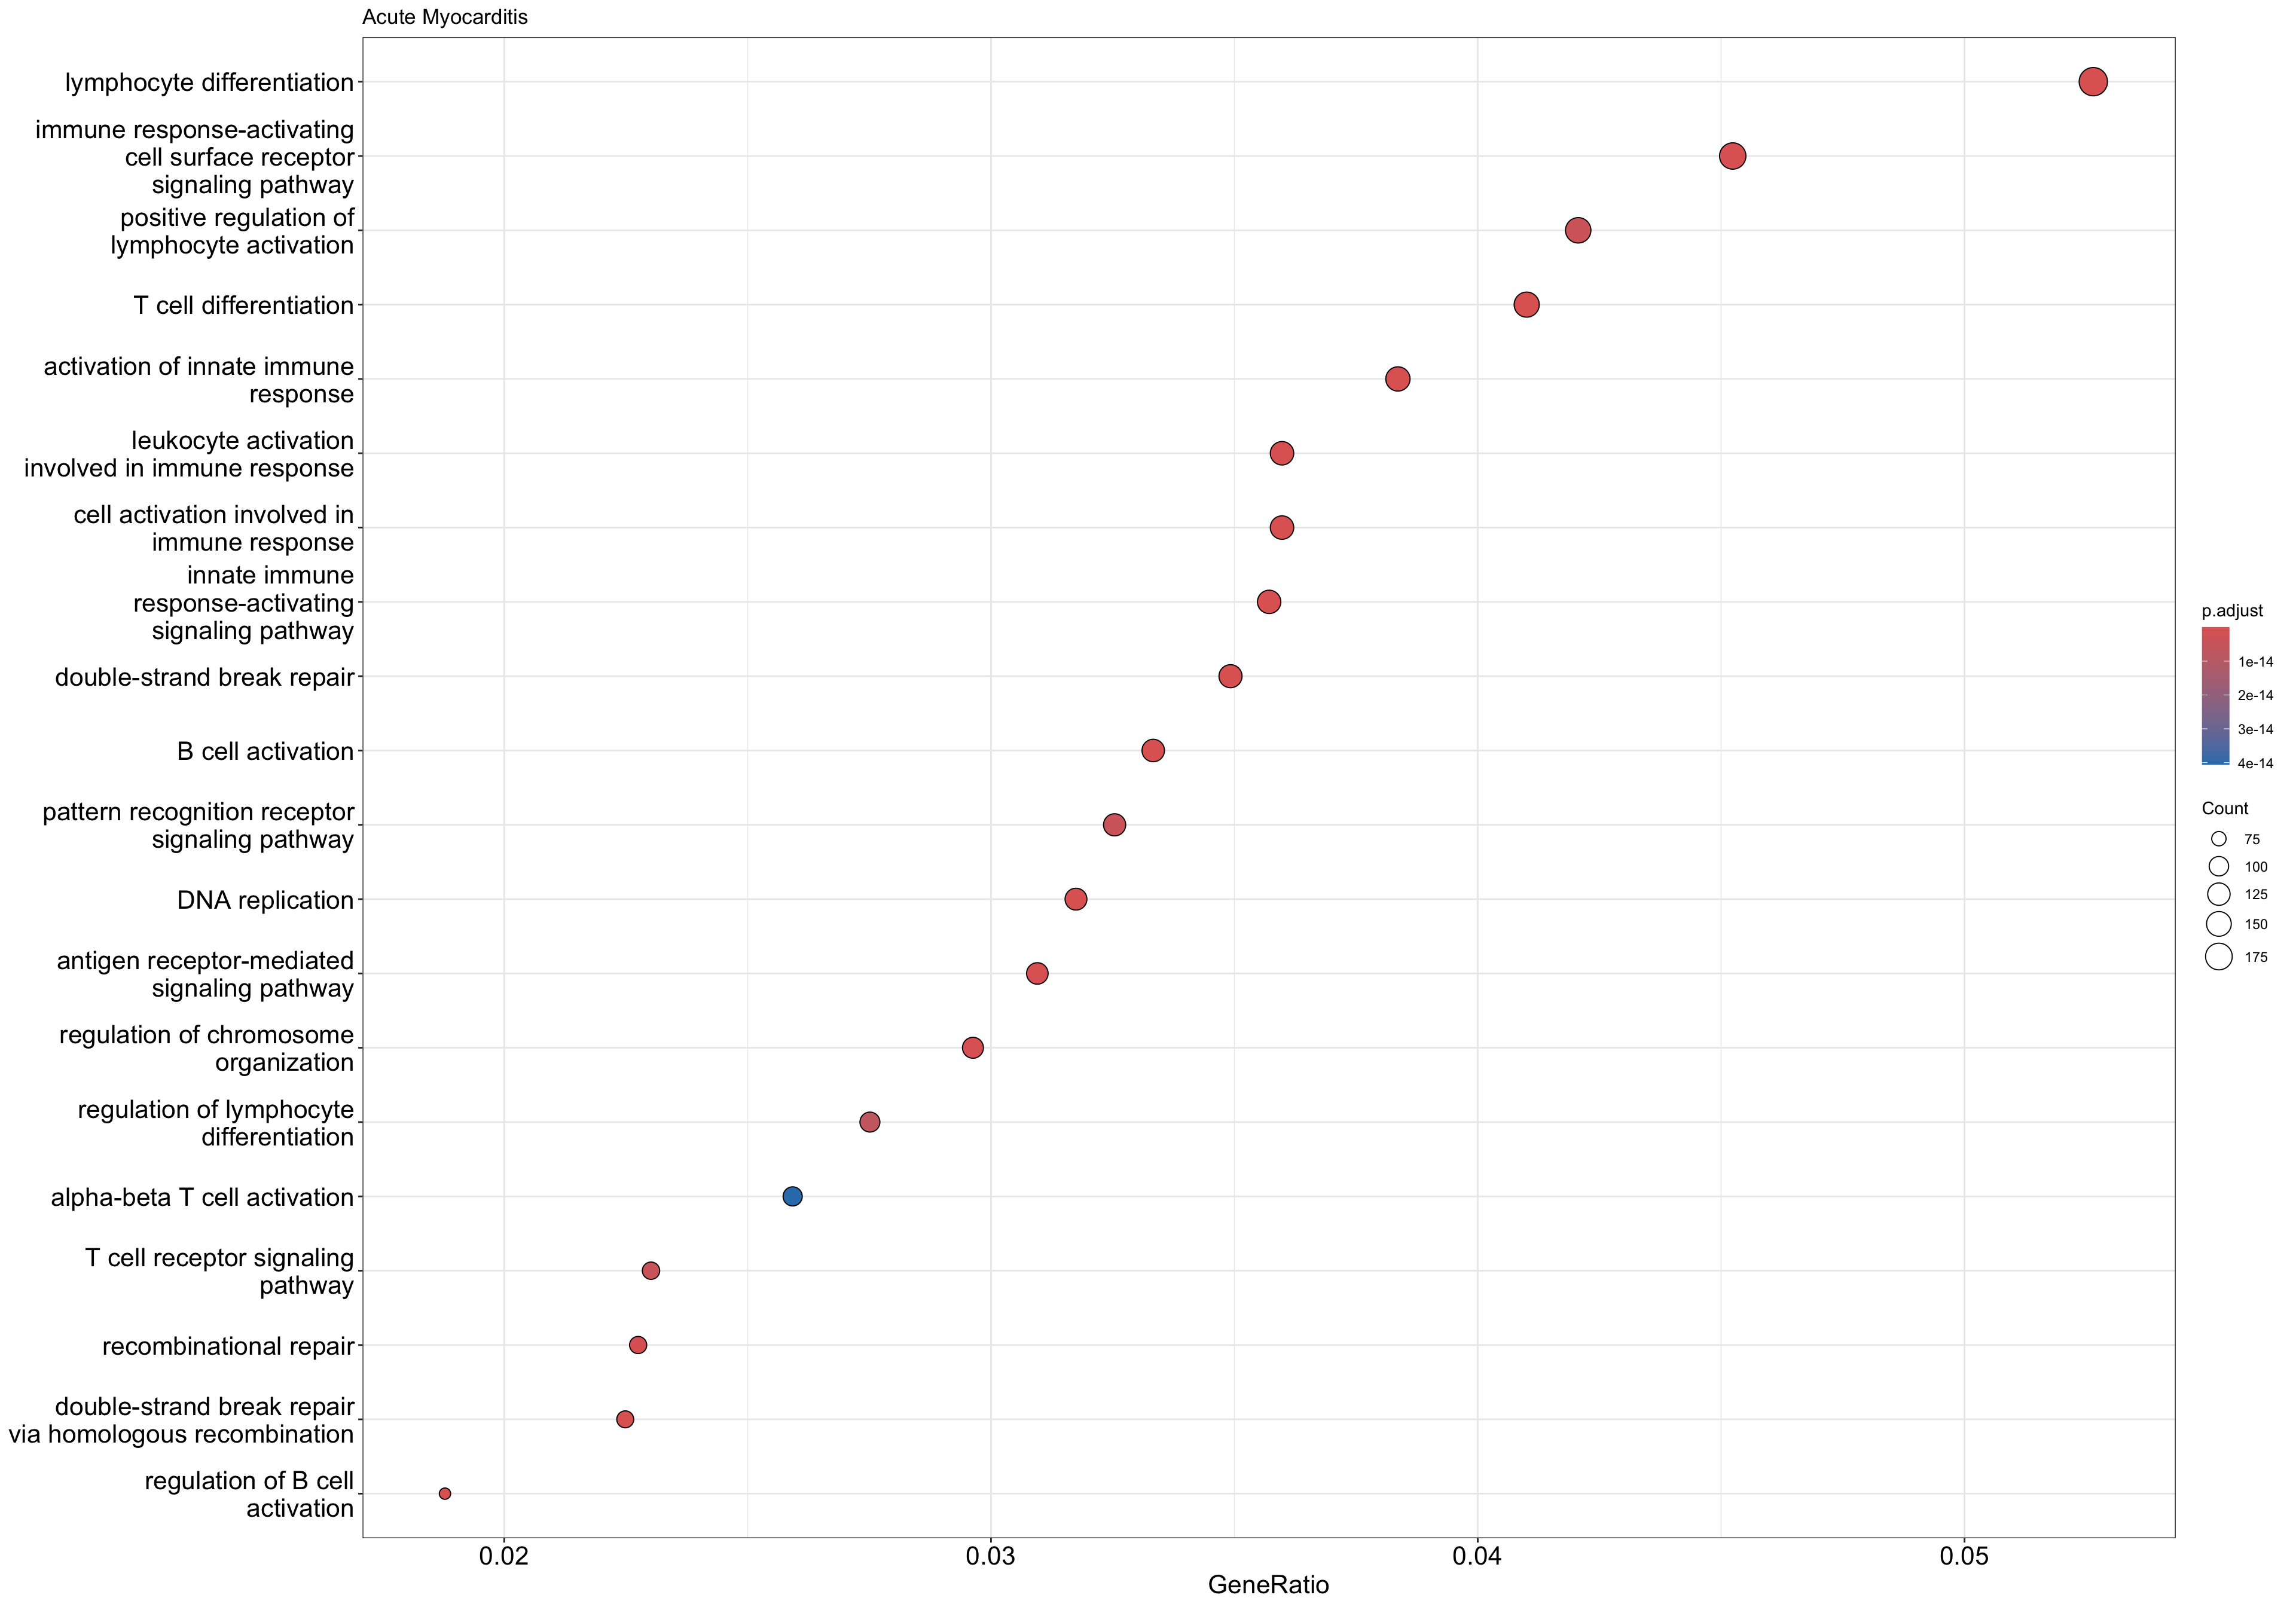 Acute Myocarditis
lymphocyte differentiation
immune response-activating
cell surface receptor
signaling pathway
positive regulation of
lymphocyte activation
T cell differentiation
activation of innate immune
response
leukocyte activation
involved in immune response
cell activation involved in
immune response
innate immune
response-activating
signaling pathway
double-strand break repair
B cell activation
pattern recognition receptor
signaling pathway
DNA replication
antigen receptor-mediated
signaling pathway
regulation of chromosome
organization
regulation of lymphocyte
differentiation
alpha-beta T cell activation
T cell receptor signaling
pathway
recombinational repair
double-strand break repair
via homologous recombination
regulation of B cell
activation
0.02 0.03 0.04 0.05
GeneRatio
p.adjust
1e-14
2e-14
3e-14
4e-14
Count
75
100
125
150
175